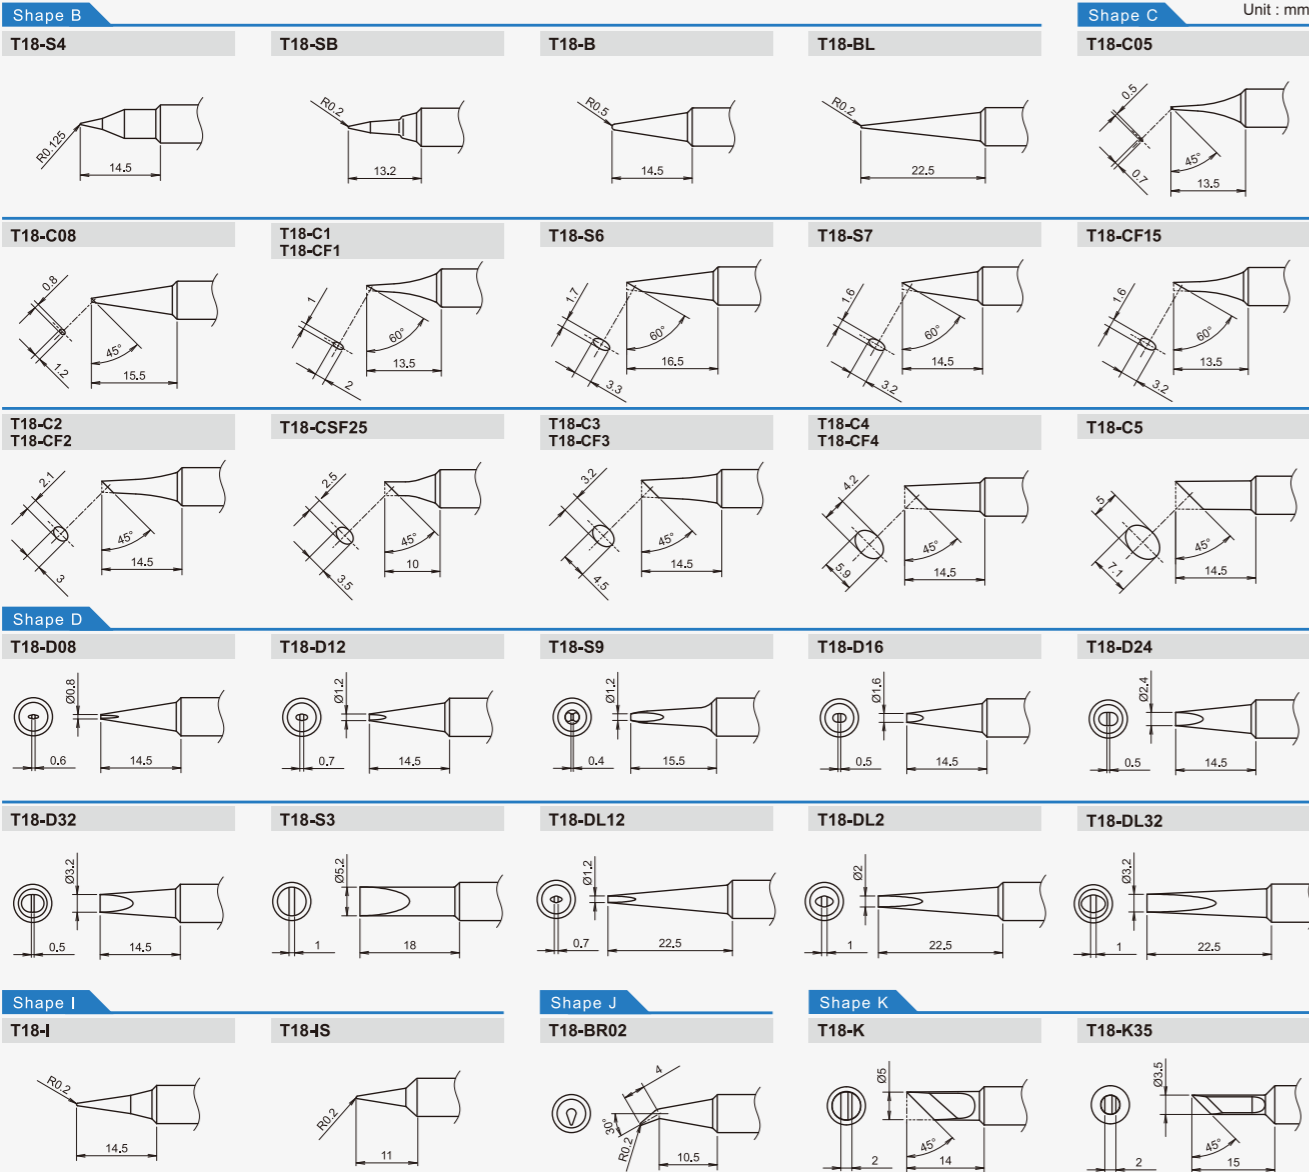 Shape B
Shape C
Unit : mm
T18-S4
T18-SB
T18-B
T18-BL
T18-C05
R0.125
14.5
R0.2
13.2
R0.5
14.5
R0.2
22.5
0.5
0.7
45°
13.5
T18-C08
T18-C1
T18-CF1
T18-S6
T18-S7
T18-CF15
0.8
1.2
45°
15.5
1
2
60°
13.5
1.7
3.3
60°
16.5
1.6
3.2
60°
14.5
1.6
3.2
60°
13.5
T18-C2
T18-CF2
T18-CSF25
T18-C3
T18-CF3
T18-C4
T18-CF4
T18-C5
2.1
3
45°
14.5
2.5
3.5
45°
10
3.2
4.5
45°
14.5
4.2
5.9
45°
14.5
5
7.1
45°
14.5
Shape D
T18-D08
T18-D12
T18-S9
T18-D16
T18-D24
Ø0.8
0.6
14.5
Ø1.2
0.7
14.5
Ø1.2
0.4
15.5
Ø1.6
0.5
14.5
Ø2.4
0.5
14.5
T18-D32
T18-S3
T18-DL12
T18-DL2
T18-DL32
Ø3.2
0.5
14.5
Ø5.2
1
18
Ø1.2
0.7
22.5
Ø2
1
22.5
Ø3.2
1
22.5
Shape I
Shape J
Shape K
T18-I
T18-IS
T18-BR02
T18-K
T18-K35
R0.2
14.5
R0.2
11
4
30°
R0.2
10.5
Ø5
2
45°
14
Ø3.5
2
45°
15